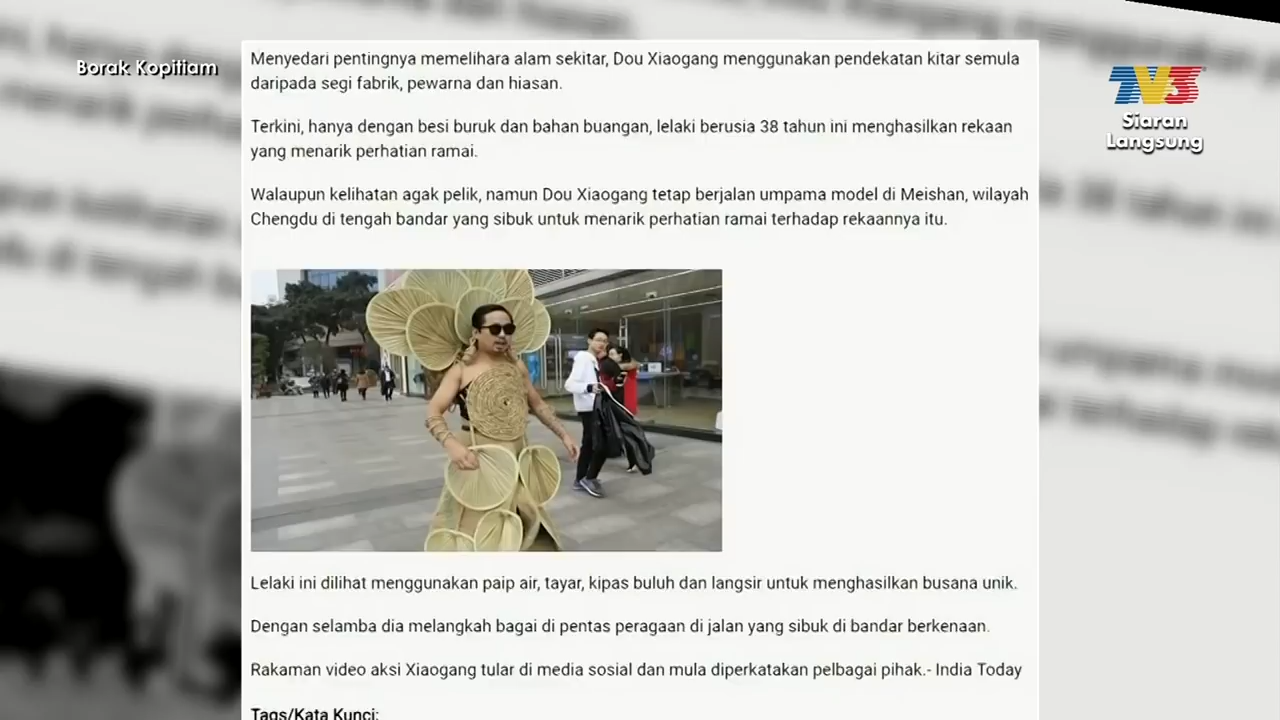 Borak Kopitiam
TV3
Siaran
Langsung
Menyedari pentingnya memelihara alam sekitar, Dou Xiaogang menggunakan pendekatan kitar semula
daripada segi fabrik, pewarna dan hiasan.
Terkini, hanya dengan besi buruk dan bahan buangan, lelaki berusia 38 tahun ini menghasilkan rekaan
yang menarik perhatian ramai.
Walaupun kelihatan agak pelik, namun Dou Xiaogang tetap berjalan umpama model di Meishan, wilayah
Chengdu di tengah bandar yang sibuk untuk menarik perhatian ramai terhadap rekaannya itu.
Lelaki ini dilihat menggunakan paip air, tayar, kipas buluh dan langsir untuk menghasilkan busana unik.
Dengan selamba dia melangkah bagai di pentas peragaan di jalan yang sibuk di bandar berkenaan.
Rakaman video aksi Xiaogang tular di media sosial dan mula diperkatakan pelbagai pihak.- India Today
Tags/Kata Kunci: